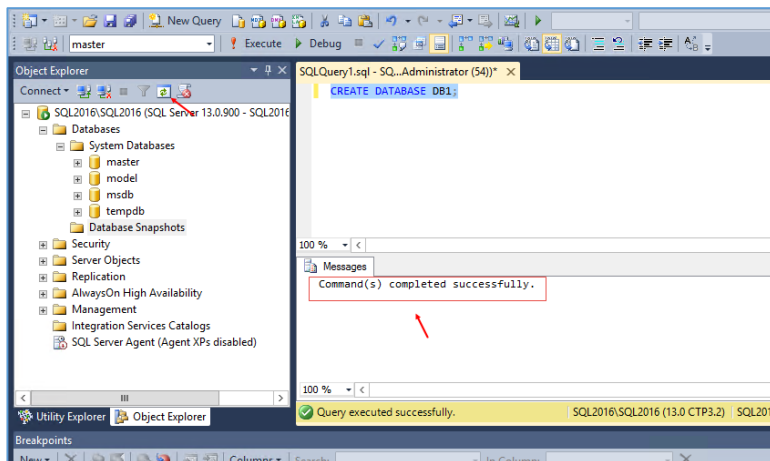 New Query
master
Execute
Debug
Object Explorer
SQLQuery1.sql - SQ...Administrator (54))*
Connect
CREATE DATABASE DB1;
SQL2016\SQL2016 (SQL Server 13.0.900 - SQL2016
Databases
System Databases
master
model
msdb
tempdb
Database Snapshots
Security
Server Objects
Replication
AlwaysOn High Availability
Management
Integration Services Catalogs
SQL Server Agent (Agent XPs disabled)
100 %
Messages
Command(s) completed successfully.
100 %
Utility Explorer
Object Explorer
Query executed successfully.
SQL2016\SQL2016 (13.0 CTP3.2)
SQL201
Breakpoints
New
Columns
Search:
In Column: